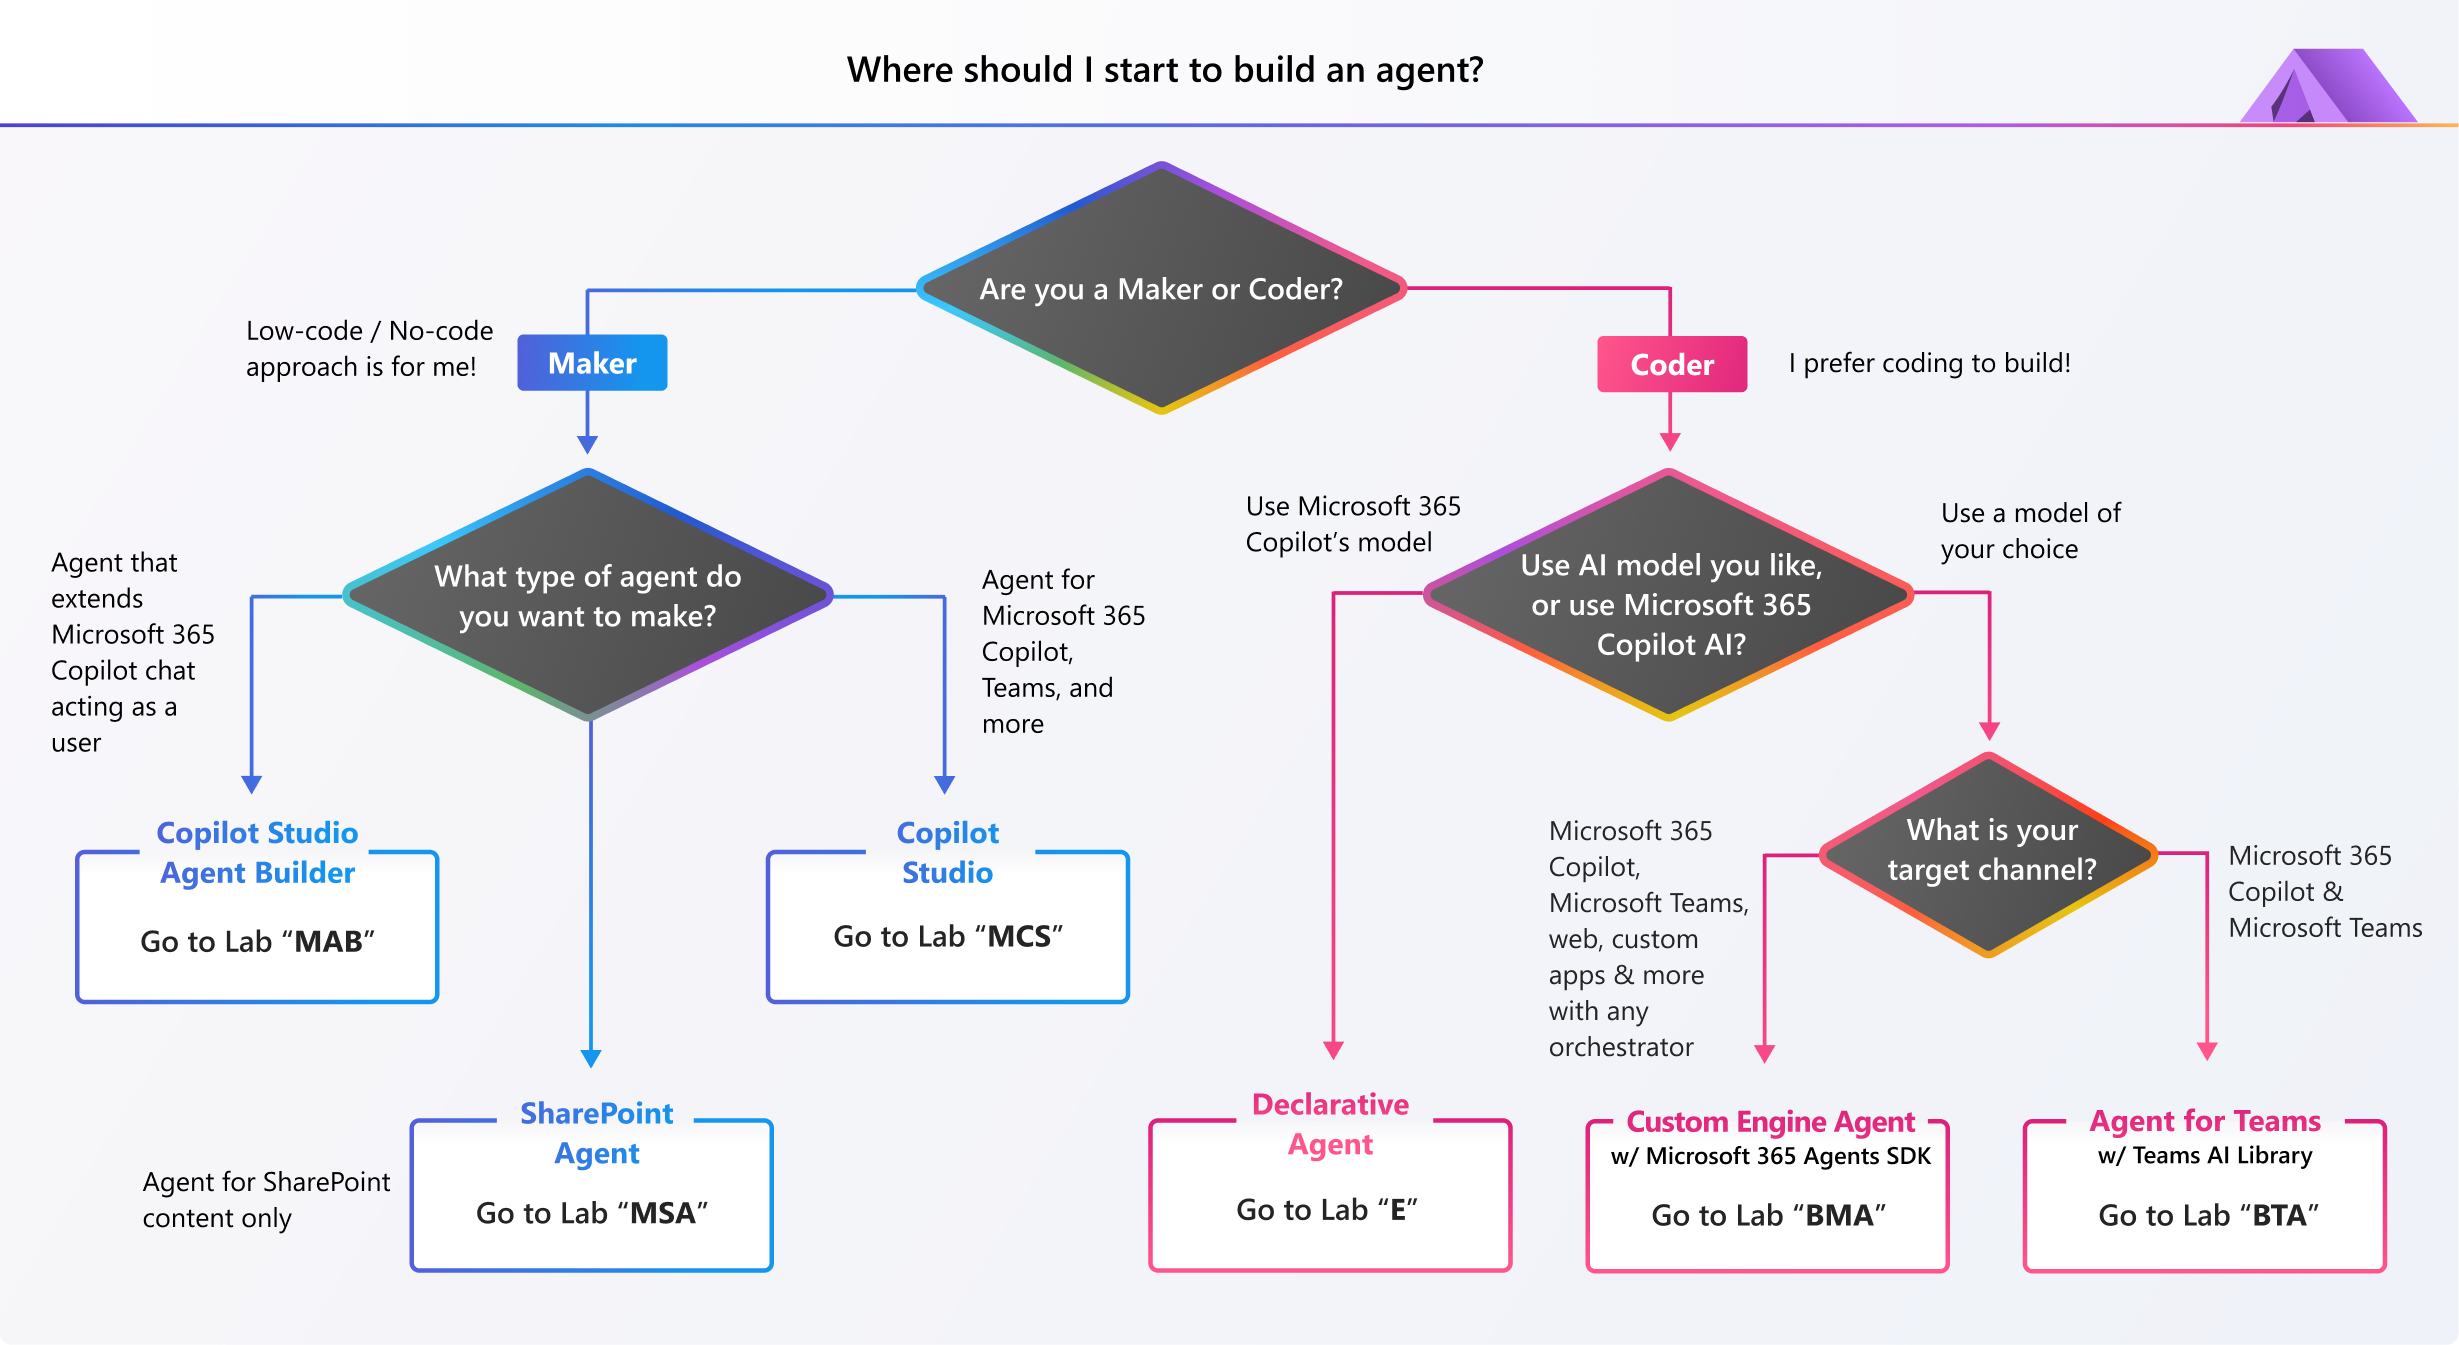 Where should I start to build an agent?
Are you a Maker or Coder?
Low-code / No-code
approach is for me!
Maker
Coder
I prefer coding to build!
What type of agent do
you want to make?
Agent that
extends
Microsoft 365
Copilot chat
acting as a
user
Agent for
Microsoft 365
Copilot,
Teams, and
more
Copilot Studio
Agent Builder
Go to Lab “MAB”
Copilot
Studio
Go to Lab “MCS”
SharePoint
Agent
Go to Lab “MSA”
Agent for SharePoint
content only
Use Microsoft 365
Copilot’s model
Use AI model you like,
or use Microsoft 365
Copilot AI?
Use a model of
your choice
What is your
target channel?
Microsoft 365
Copilot,
Microsoft Teams,
web, custom
apps & more
with any
orchestrator
Microsoft 365
Copilot &
Microsoft Teams
Declarative
Agent
Go to Lab “E”
Custom Engine Agent
w/ Microsoft 365 Agents SDK
Go to Lab “BMA”
Agent for Teams
w/ Teams AI Library
Go to Lab “BTA”